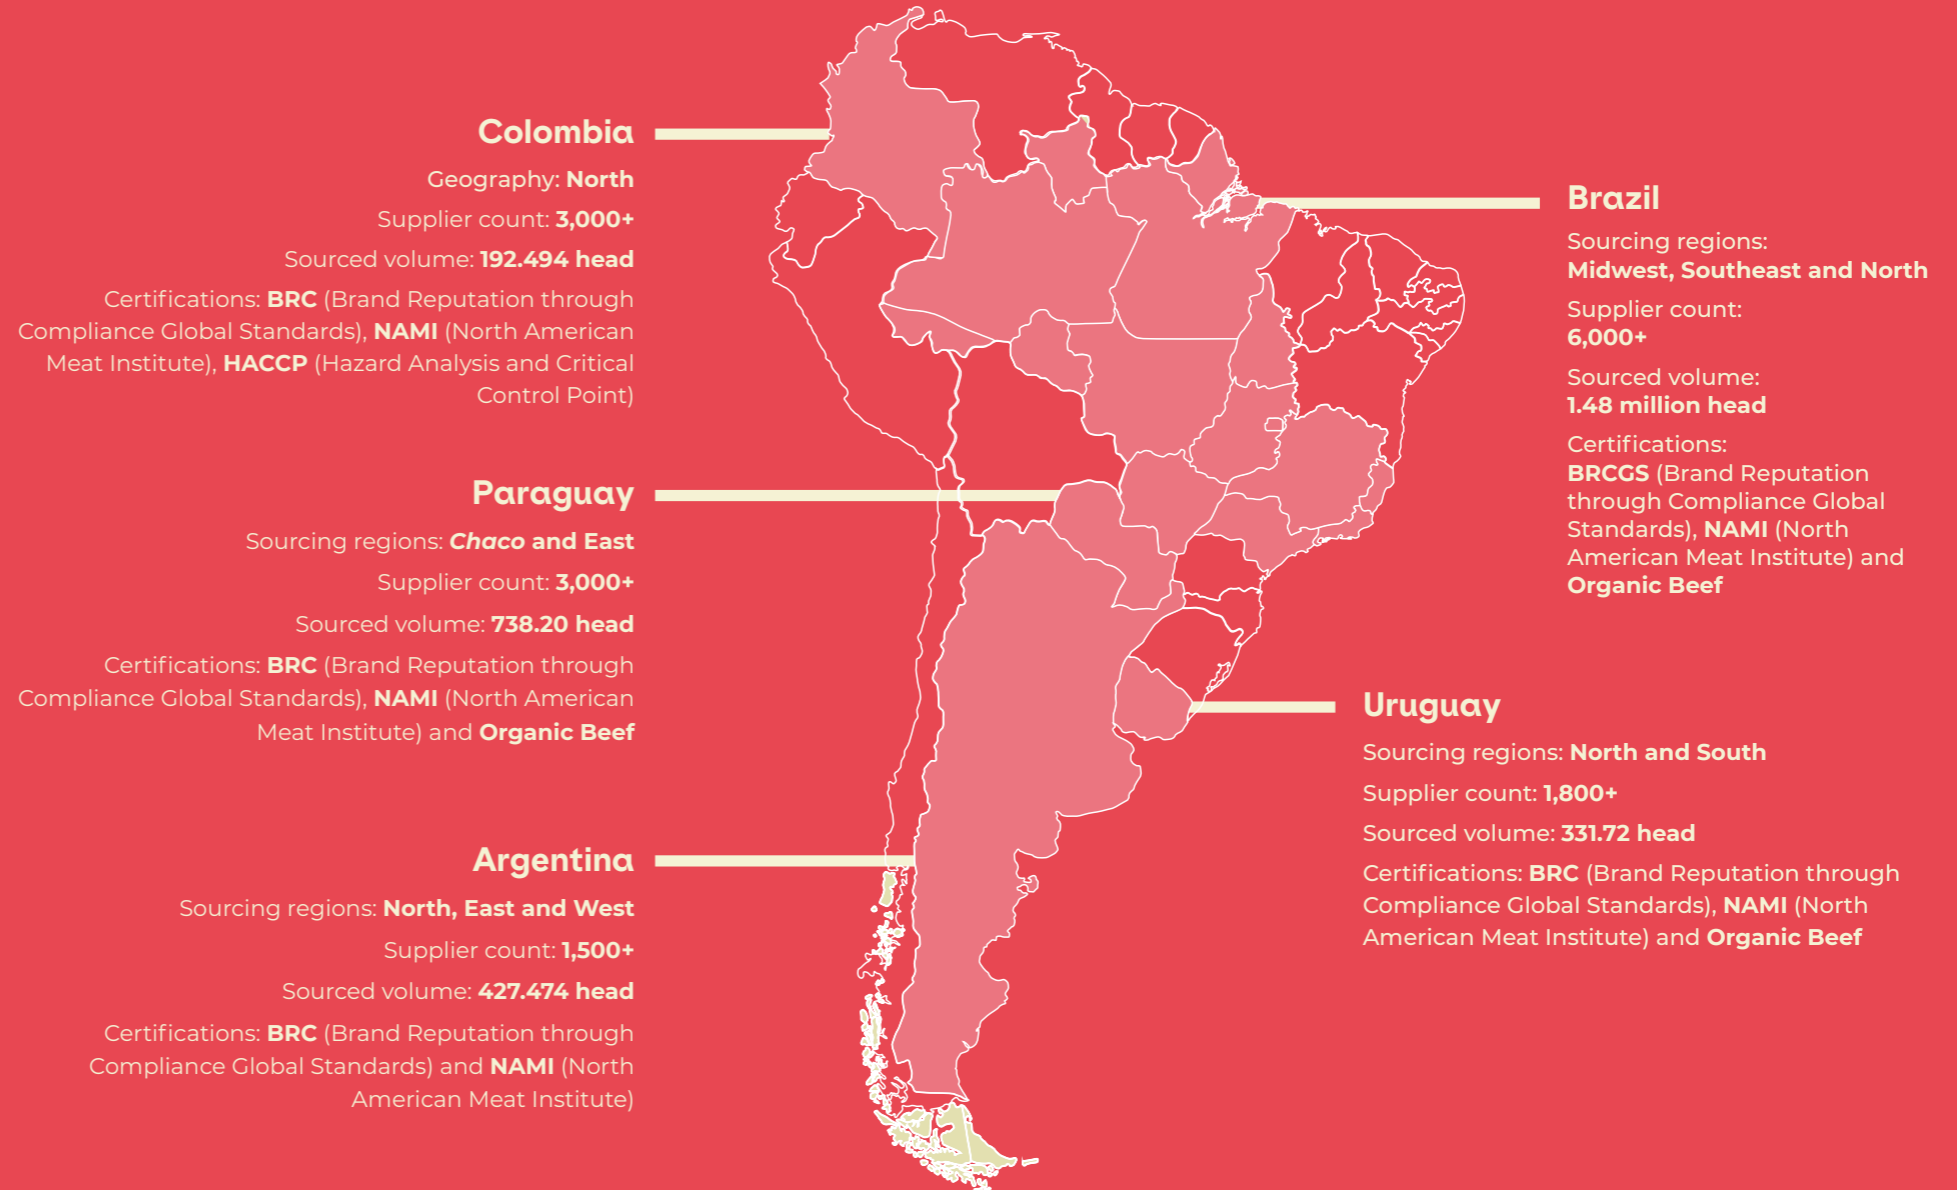 Colombia
Geography: North
Supplier count: 3,000+
Sourced volume: 192.494 head
Certifications: BRC (Brand Reputation through
Compliance Global Standards), NAMI (North American
Meat Institute), HACCP (Hazard Analysis and Critical
Control Point)
Paraguay
Sourcing regions: Chaco and East
Supplier count: 3,000+
Sourced volume: 738.20 head
Certifications: BRC (Brand Reputation through
Compliance Global Standards), NAMI (North American
Meat Institute) and Organic Beef
Argentina
Sourcing regions: North, East and West
Supplier count: 1,500+
Sourced volume: 427.474 head
Certifications: BRC (Brand Reputation through
Compliance Global Standards) and NAMI (North
American Meat Institute)
Brazil
Sourcing regions:
Midwest, Southeast and North
Supplier count:
6,000+
Sourced volume:
1.48 million head
Certifications:
BRCGS (Brand Reputation
through Compliance Global
Standards), NAMI (North
American Meat Institute) and
Organic Beef
Uruguay
Sourcing regions: North and South
Supplier count: 1,800+
Sourced volume: 331.72 head
Certifications: BRC (Brand Reputation through
Compliance Global Standards), NAMI (North
American Meat Institute) and Organic Beef